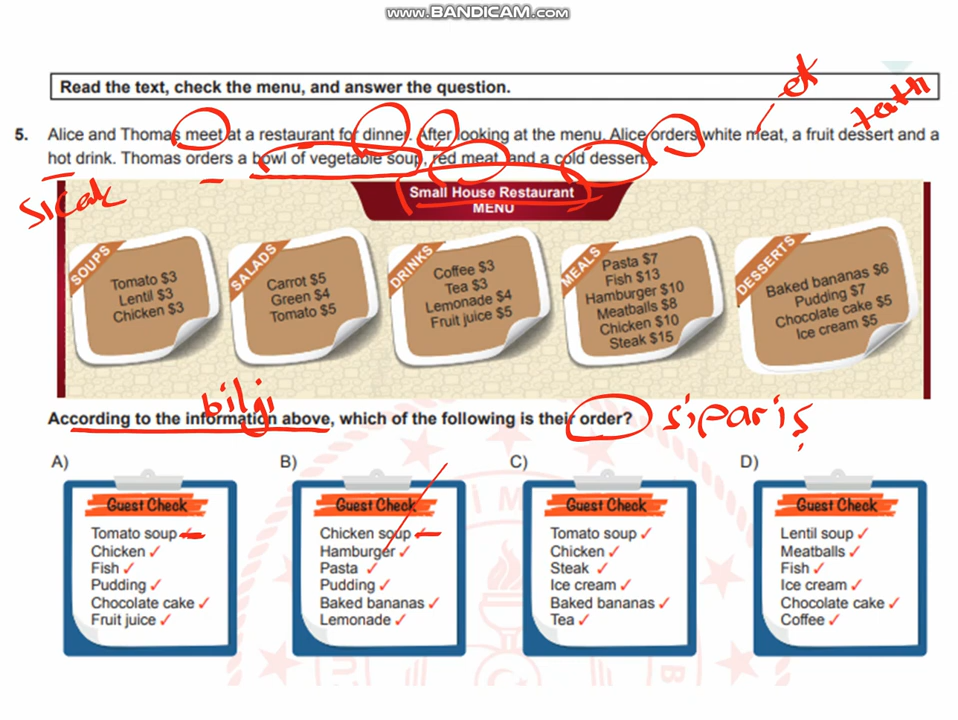 www.BANDICAM.com
Read the text, check the menu, and answer the question.
et
tatlı
5. Alice and Thomas meet at a restaurant for dinner. After looking at the menu. Alice orders white meat, a fruit dessert and a
hot drink. Thomas orders a bowl of vegetable soup, red meat, and a cold dessert.
sıcak
Small House Restaurant
MENU
SOUPS
Tomato $3
Lentil $3
Chicken $3
SALADS
Carrot $5
Green $4
Tomato $5
DRINKS
Coffee $3
Tea $3
Lemonade $4
Fruit juice $5
MEALS
Pasta $7
Fish $13
Hamburger $10
Meatballs $8
Chicken $10
Steak $15
DESSERTS
Baked bananas $6
Pudding $7
Chocolate cake $5
Ice cream $5
bilgi
According to the information above, which of the following is their order?
sipariş
A)
Guest Check
Tomato soup
Chicken ✓
Fish ✓
Pudding ✓
Chocolate cake ✓
Fruit juice ✓
B)
Guest Check
Chicken soup
Hamburger ✓
Pasta ✓
Pudding ✓
Baked bananas ✓
Lemonade ✓
C)
Guest Check
Tomato soup ✓
Chicken ✓
Steak ✓
Ice cream ✓
Baked bananas ✓
Tea ✓
D)
Guest Check
Lentil soup ✓
Meatballs ✓
Fish ✓
Ice cream ✓
Chocolate cake ✓
Coffee ✓